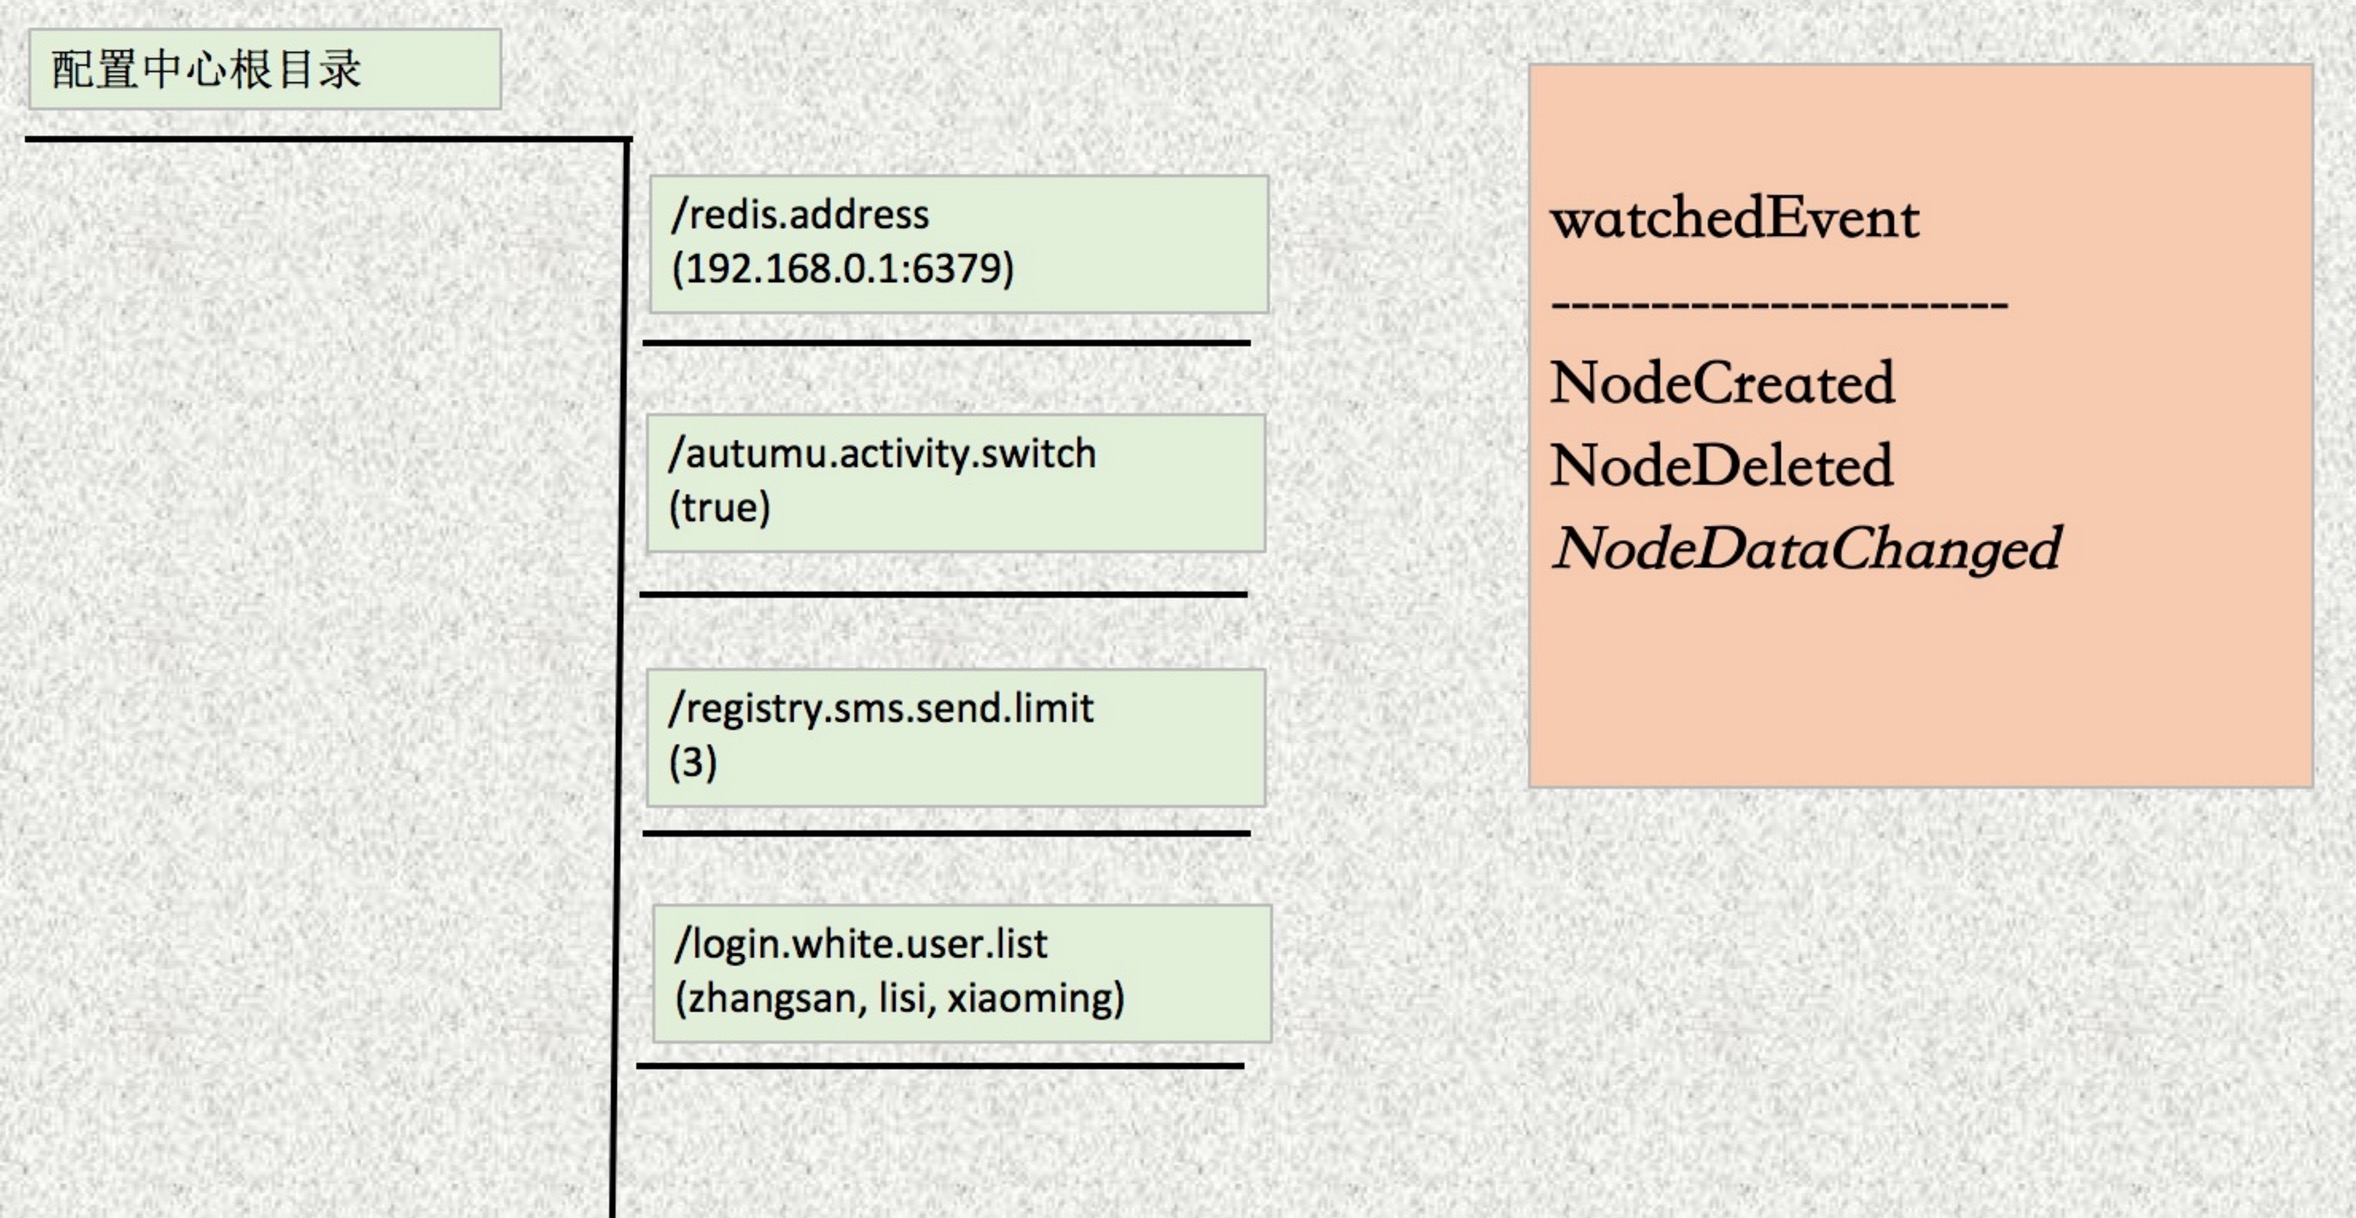 配置中心根目录
/redis.address
(192.168.0.1:6379)
/autumu.activity.switch
(true)
/registry.sms.send.limit
(3)
/login.white.user.list
(zhangsan, lisi, xiaoming)
watchedEvent
-----------------------
NodeCreated
NodeDeleted
NodeDataChanged